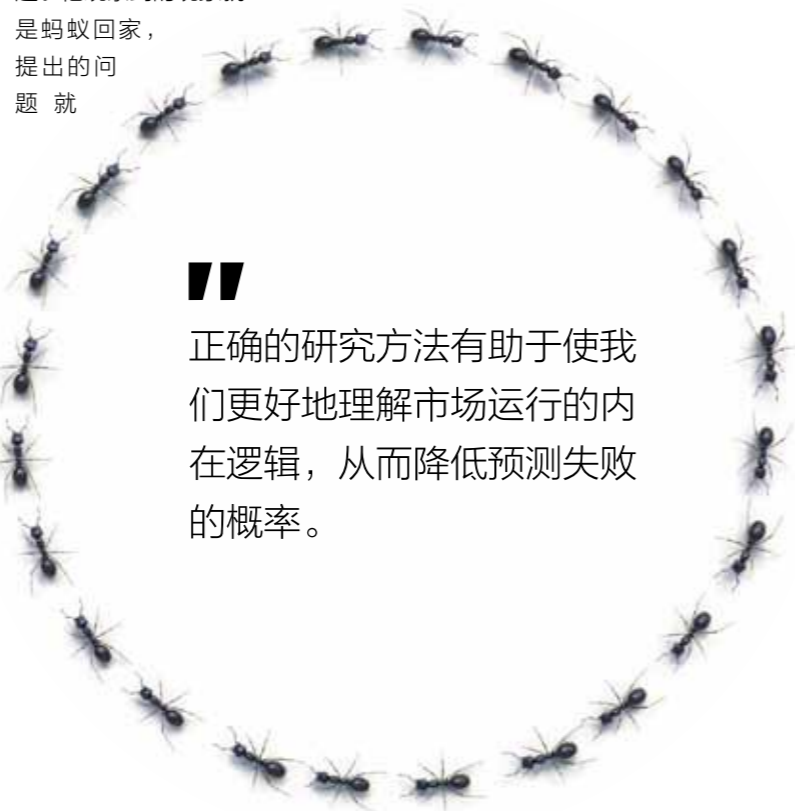 是蚂蚁回家，
提出的问
题 就
"
正确的研究方法有助于使我
们更好地理解市场运行的内
在逻辑，从而降低预测失败
的概率。